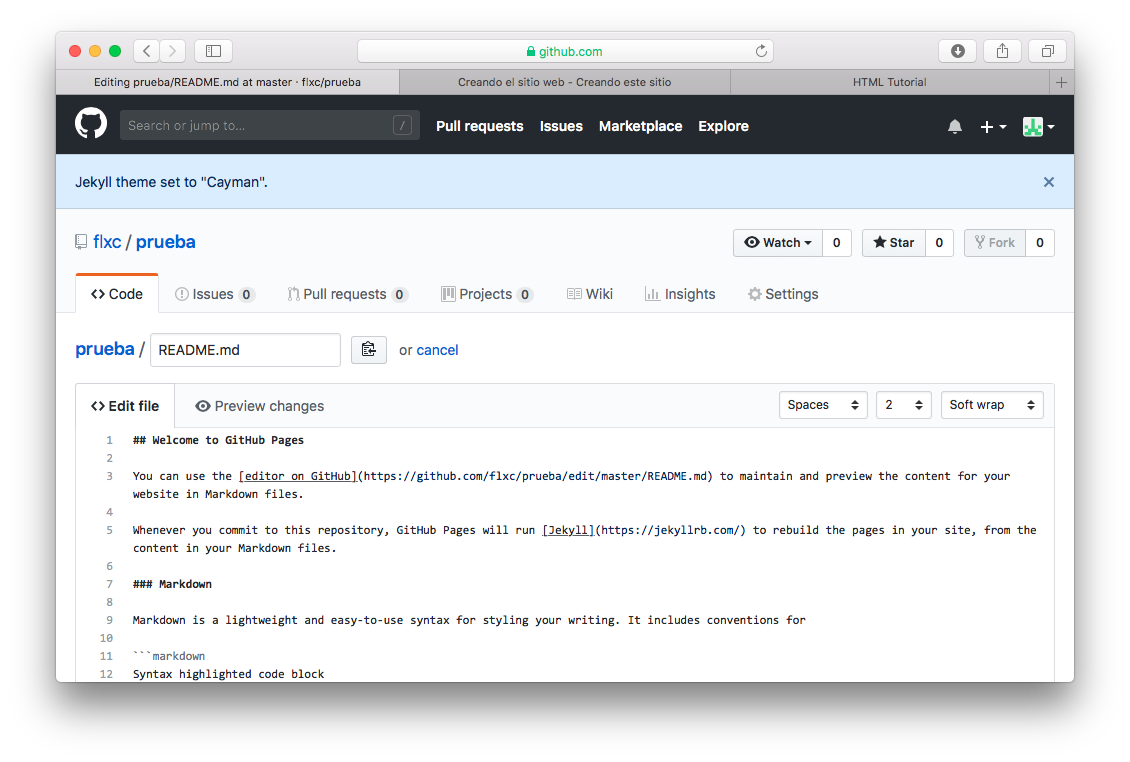 github.com
Editing prueba/README.md at master · flxc/prueba
Creando el sitio web - Creando este sitio
HTML Tutorial
Search or jump to...
/
Pull requests
Issues
Marketplace
Explore
Jekyll theme set to "Cayman".
flxc / prueba
Watch 0
Star 0
Fork 0
Code
Issues 0
Pull requests 0
Projects 0
Wiki
Insights
Settings
prueba / README.md or cancel
Edit file
Preview changes
Spaces
2
Soft wrap
1 ## Welcome to GitHub Pages
2
3 You can use the [editor on GitHub](https://github.com/flxc/prueba/edit/master/README.md) to maintain and preview the content for your
website in Markdown files.
4
5 Whenever you commit to this repository, GitHub Pages will run [Jekyll](https://jekyllrb.com/) to rebuild the pages in your site, from the
content in your Markdown files.
6
7 ### Markdown
8
9 Markdown is a lightweight and easy-to-use syntax for styling your writing. It includes conventions for
10
11 ```markdown
12 Syntax highlighted code block